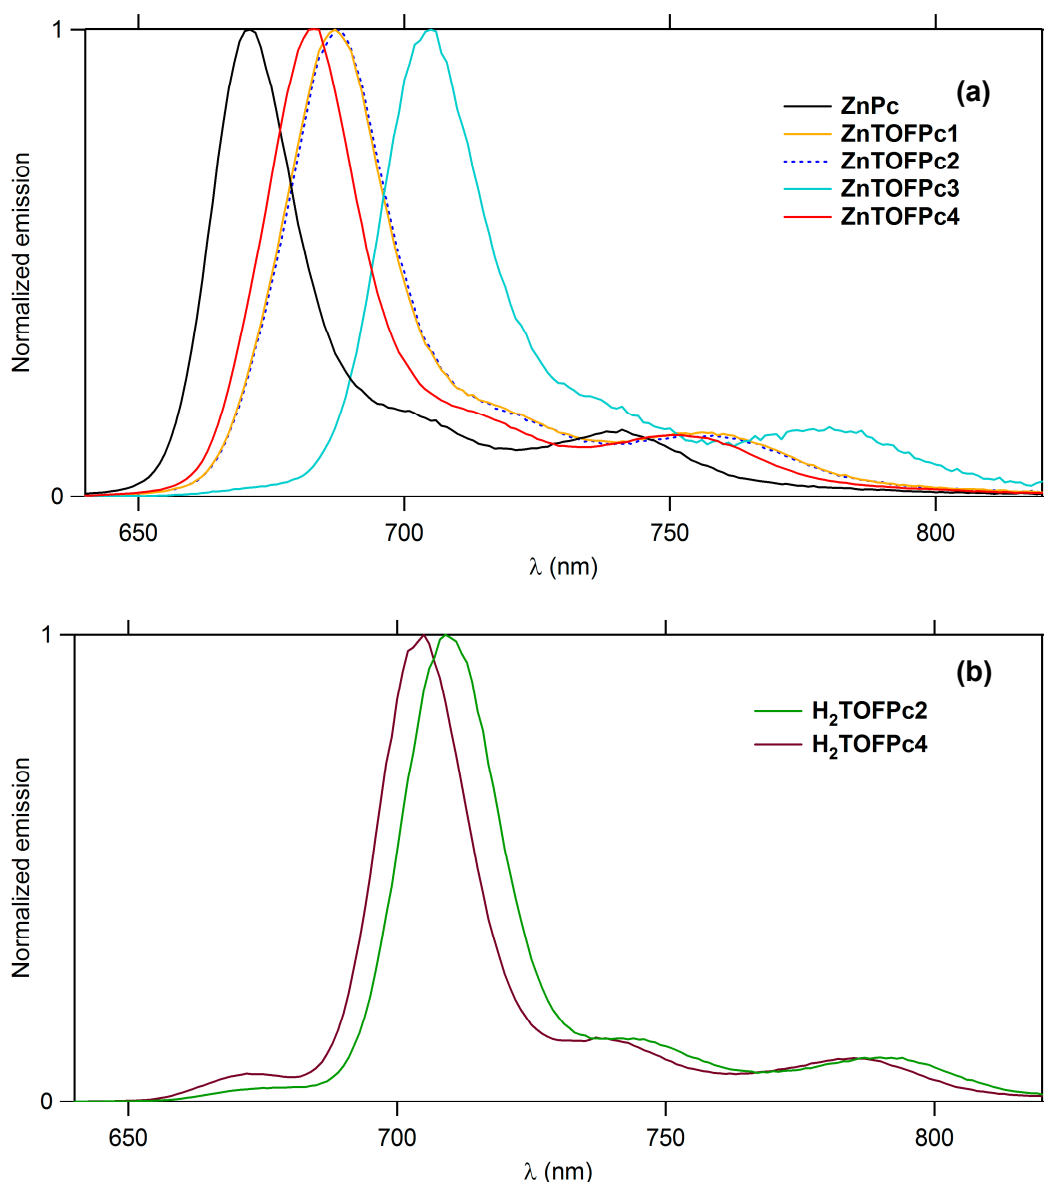 1
(a)
ZnPc
ZnTOFPc1
ZnTOFPc2
ZnTOFPc3
ZnTOFPc4
Normalized emission
0
650 700 750 800
λ (nm)
1
(b)
H₂TOFPc2
H₂TOFPc4
Normalized emission
0
650 700 750 800
λ (nm)